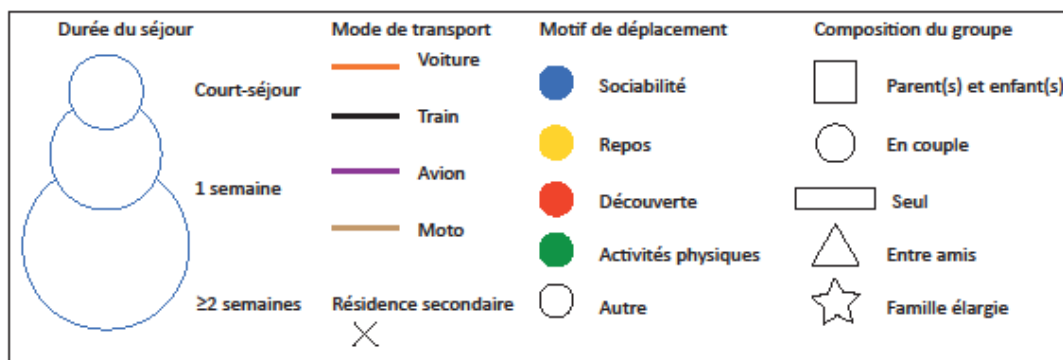 Durée du séjour
Court-séjour
1 semaine
≥2 semaines
Mode de transport
Voiture
Train
Avion
Moto
Résidence secondaire
Motif de déplacement
Sociabilité
Repos
Découverte
Activités physiques
Autre
Composition du groupe
Parent(s) et enfant(s)
En couple
Seul
Entre amis
Famille élargie